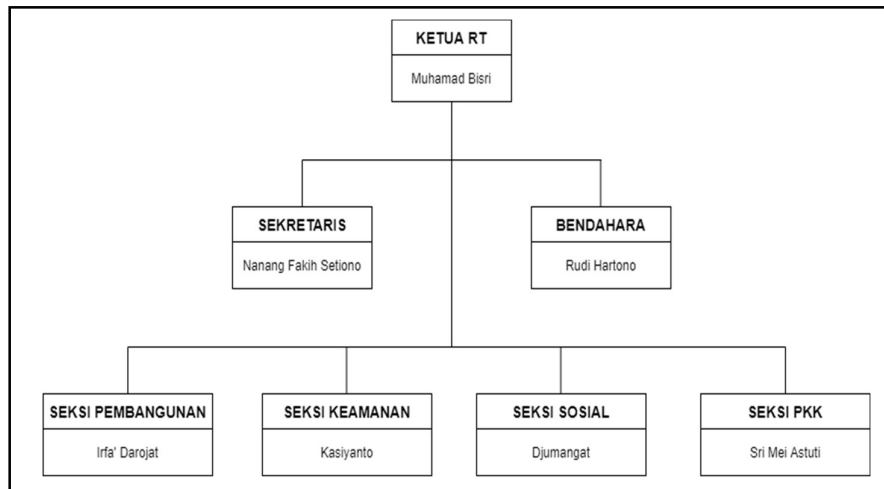 KETUA RT
Muhamad Bisri
SEKRETARIS
Nanang Fakih Setiono
BENDAHARA
Rudi Hartono
SEKSI PEMBANGUNAN
Irfa' Darojat
SEKSI KEAMANAN
Kasiyanto
SEKSI SOSIAL
Djumangat
SEKSI PKK
Sri Mei Astuti